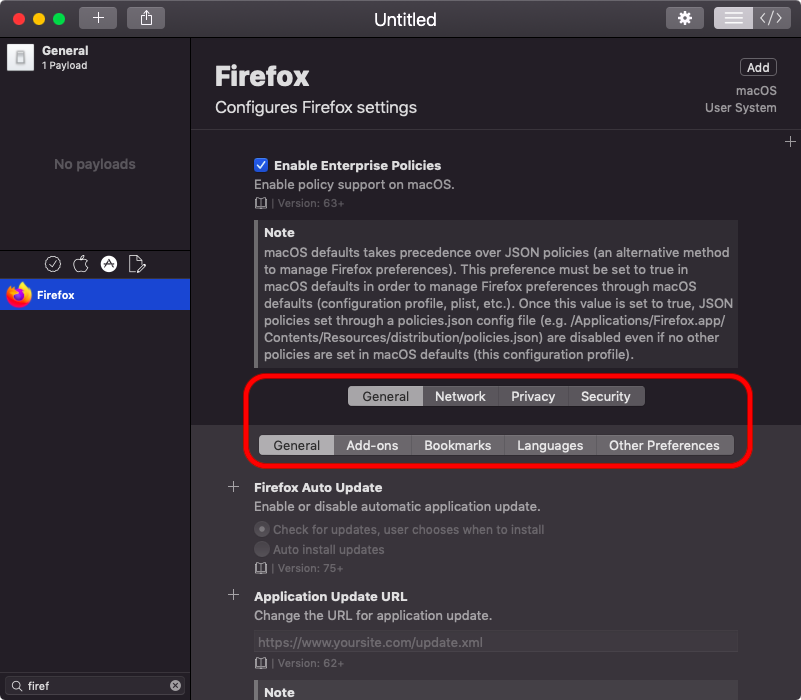 Untitled
General
1 Payload
No payloads
Firefox
firef
Firefox
Configures Firefox settings
Add
macOS
User System
Enable Enterprise Policies
Enable policy support on macOS.
| Version: 63+
Note
macOS defaults takes precedence over JSON policies (an alternative method
to manage Firefox preferences). This preference must be set to true in
macOS defaults in order to manage Firefox preferences through macOS
defaults (configuration profile, plist, etc.). Once this value is set to true, JSON
policies set through a policies.json config file (e.g. /Applications/Firefox.app/
Contents/Resources/distribution/policies.json) are disabled even if no other
policies are set in macOS defaults (this configuration profile).
General Network Privacy Security
General Add-ons Bookmarks Languages Other Preferences
Firefox Auto Update
Enable or disable automatic application update.
Check for updates, user chooses when to install
Auto install updates
| Version: 75+
Application Update URL
Change the URL for application update.
https://www.yoursite.com/update.xml
| Version: 62+
Note